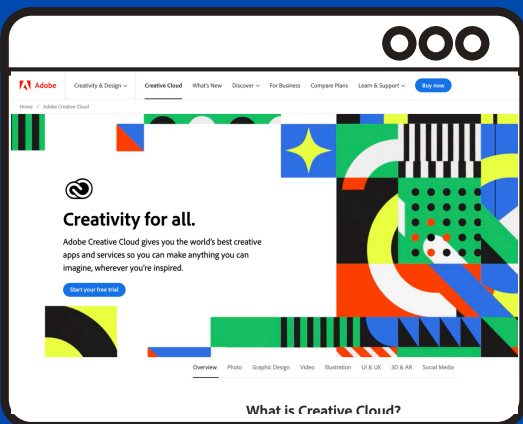 Adobe
Creativity & Design
Creative Cloud
What's New
Discover
For Business
Compare Plans
Learn & Support
Buy now
Home / Adobe Creative Cloud
Creativity for all.
Adobe Creative Cloud gives you the world's best creative
apps and services so you can make anything you can
imagine, wherever you're inspired.
Start your free trial
Overview
Photo
Graphic Design
Video
Illustration
UI & UX
3D & AR
Social Media
What is Creative Cloud?